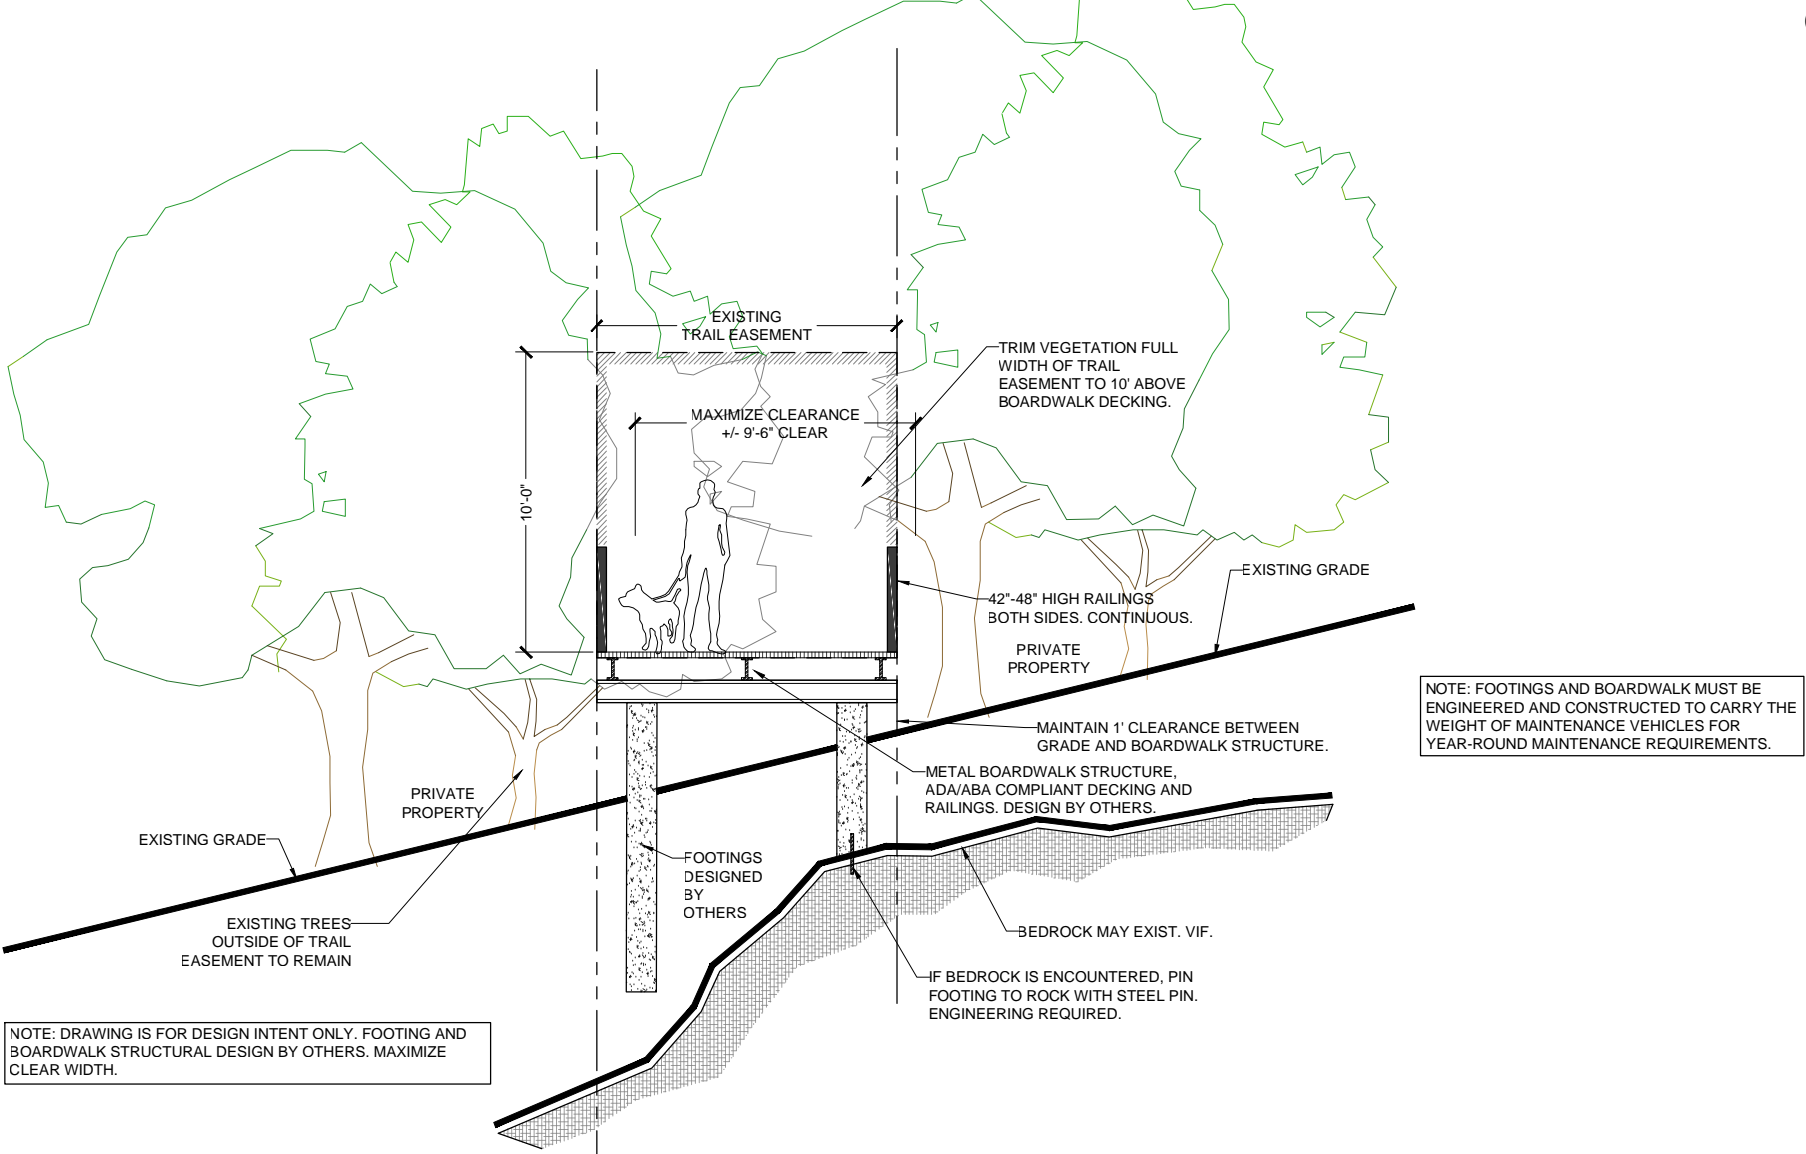 EXISTING
TRAIL EASEMENT
TRIM VEGETATION FULL
WIDTH OF TRAIL
EASEMENT TO 10' ABOVE
BOARDWALK DECKING.
MAXIMIZE CLEARANCE
+/- 9'-6" CLEAR
10'-0"
EXISTING GRADE
42"-48" HIGH RAILINGS
BOTH SIDES. CONTINUOUS.
PRIVATE
PROPERTY
NOTE: FOOTINGS AND BOARDWALK MUST BE
ENGINEERED AND CONSTRUCTED TO CARRY THE
WEIGHT OF MAINTENANCE VEHICLES FOR
YEAR-ROUND MAINTENANCE REQUIREMENTS.
MAINTAIN 1' CLEARANCE BETWEEN
GRADE AND BOARDWALK STRUCTURE.
METAL BOARDWALK STRUCTURE,
ADA/ABA COMPLIANT DECKING AND
RAILINGS. DESIGN BY OTHERS.
PRIVATE
PROPERTY
EXISTING GRADE
FOOTINGS
DESIGNED
BY
OTHERS
EXISTING TREES
OUTSIDE OF TRAIL
EASEMENT TO REMAIN
BEDROCK MAY EXIST. VIF.
IF BEDROCK IS ENCOUNTERED, PIN
FOOTING TO ROCK WITH STEEL PIN.
ENGINEERING REQUIRED.
NOTE: DRAWING IS FOR DESIGN INTENT ONLY. FOOTING AND
BOARDWALK STRUCTURAL DESIGN BY OTHERS. MAXIMIZE
CLEAR WIDTH.